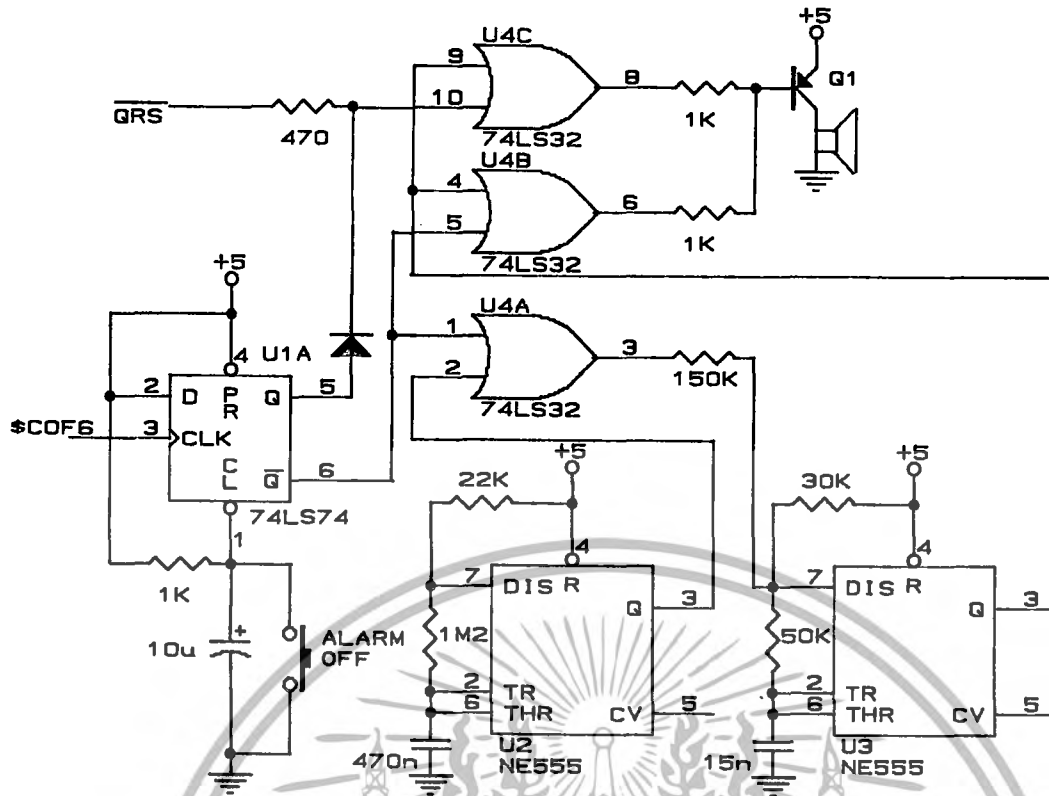 +5
U4C
9
8
Q1
10
QRS
470
74LS32
1K
U4B
4
6
5
1K
74LS32
+5
U4A
4
U1A
1
3
2
150K
2
D
PR
Q
5
74LS32
$C0F6
3
CLK
+5
+5
CL
Q
6
22K
30K
74LS74
1
4
4
1K
7
DIS
R
7
DIS
R
Q
3
Q
3
10u
+
ALARM
OFF
1M2
50K
2
TR
2
TR
6
THR
CV
5
6
THR
CV
5
U2
U3
470n
NE555
15n
NE555